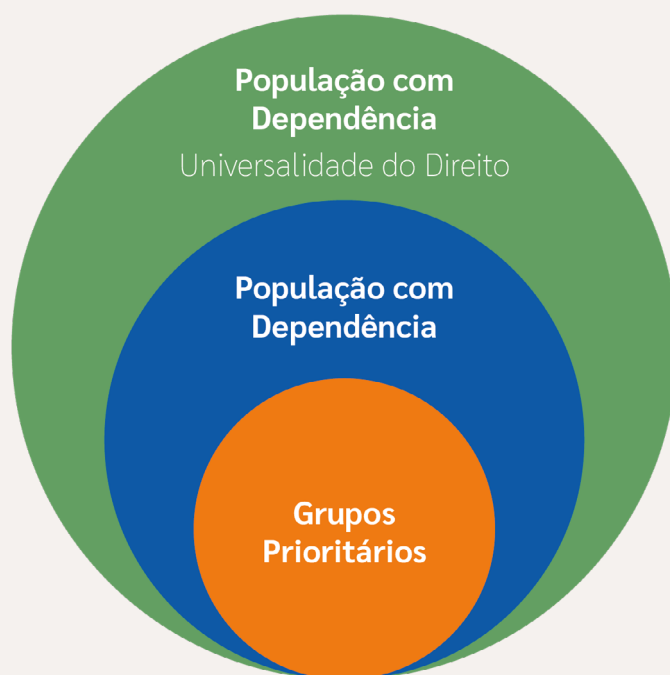 População com
Dependência
Universalidade do Direito
População com
Dependência
Grupos
Prioritários